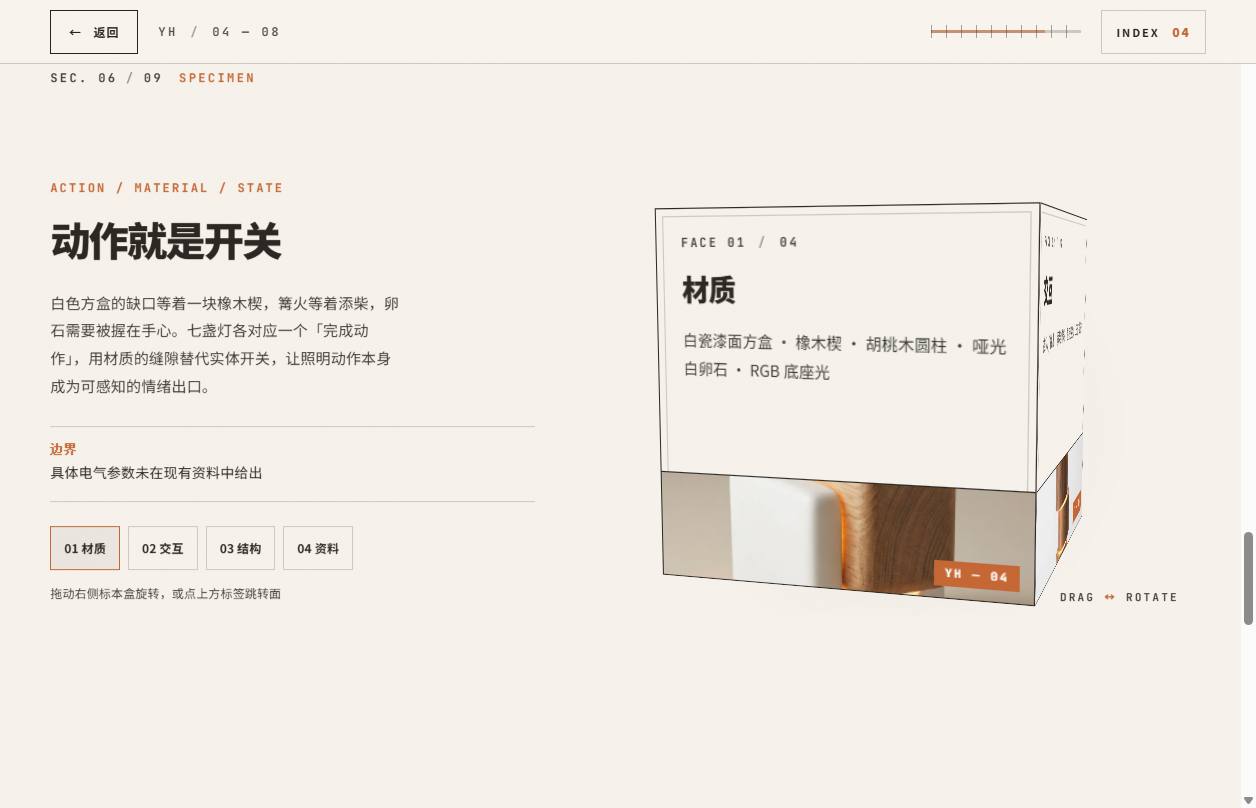 ← 返回
YH / 04 — 08
INDEX 04
SEC. 06 / 09 SPECIMEN
ACTION / MATERIAL / STATE
动作就是开关
白色方盒的缺口等着一块橡木楔，篝火等着添柴，卵
石需要被握在手心。七盏灯各对应一个「完成动
作」，用材质的缝隙替代实体开关，让照明动作本身
成为可感知的情绪出口。
边界
具体电气参数未在现有资料中给出
01 材质
02 交互
03 结构
04 资料
拖动右侧标本盒旋转，或点上方标签跳转面
FACE 01 / 04
材质
白瓷漆面方盒 · 橡木楔 · 胡桃木圆柱 · 哑光
白卵石 · RGB 底座光
YH — 04
DRAG ↔ ROTATE